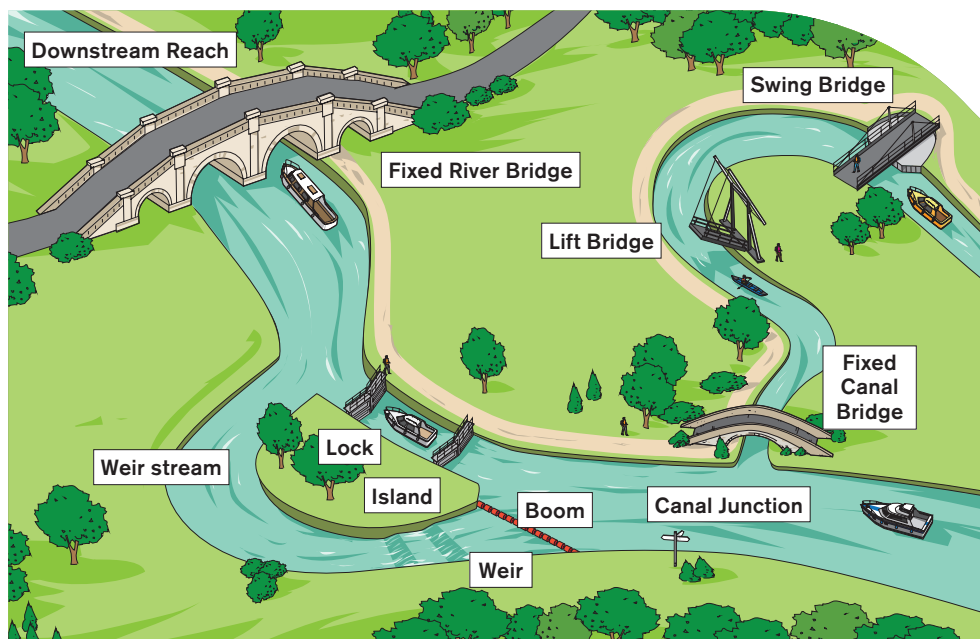 Downstream Reach
Swing Bridge
Fixed River Bridge
Lift Bridge
Fixed
Canal
Bridge
Lock
Weir stream
Island
Boom
Canal Junction
Weir